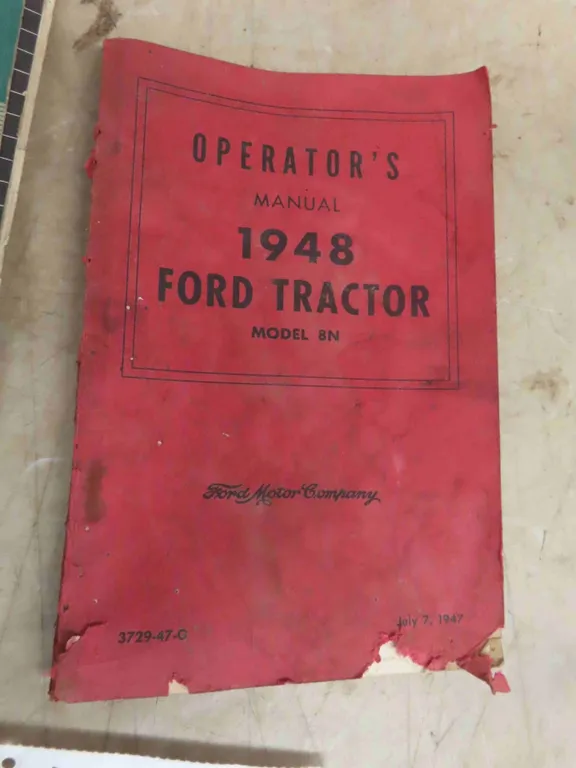 OPERATOR'S
MANUAL
1948
FORD TRACTOR
MODEL 8N
Ford Motor Company
3729-47-O
July 7, 1947